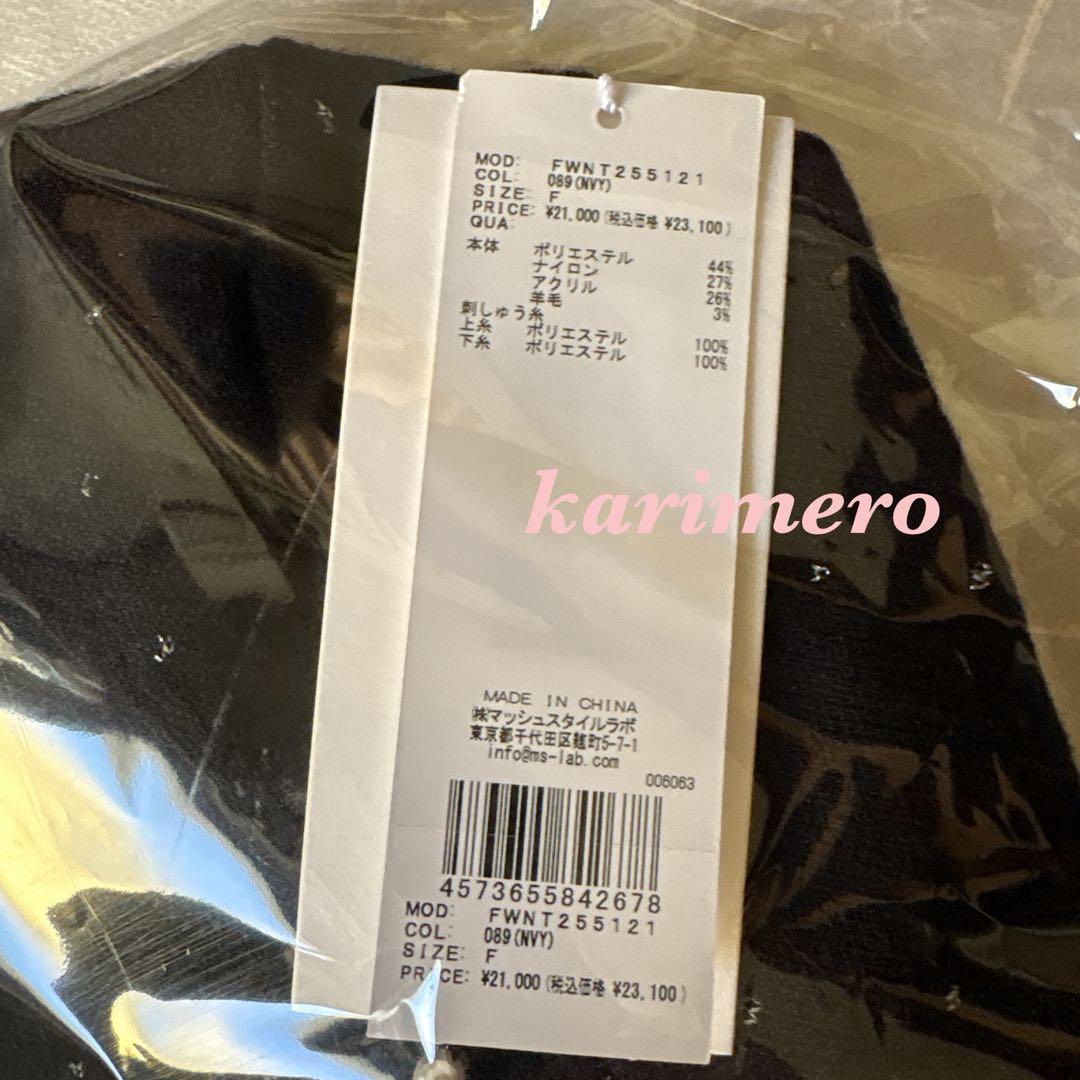 MOD: FWNT255121
COL: 089(NVY)
SIZE: F
PRICE: ¥21,000(税込価格 ¥23,100)
QUA:
本体 ポリエステル 44%
ナイロン 27%
アクリル 26%
羊毛 3%
刺しゅう糸
上糸 ポリエステル 100%
下糸 ポリエステル 100%
karimero
MADE IN CHINA
㈱マッシュスタイルラボ
東京都千代田区麹町5-7-1
info@ms-lab.com
006063
4573655842678
MOD: FWNT255121
COL: 089(NVY)
SIZE: F
PRICE: ¥21,000(税込価格 ¥23,100)